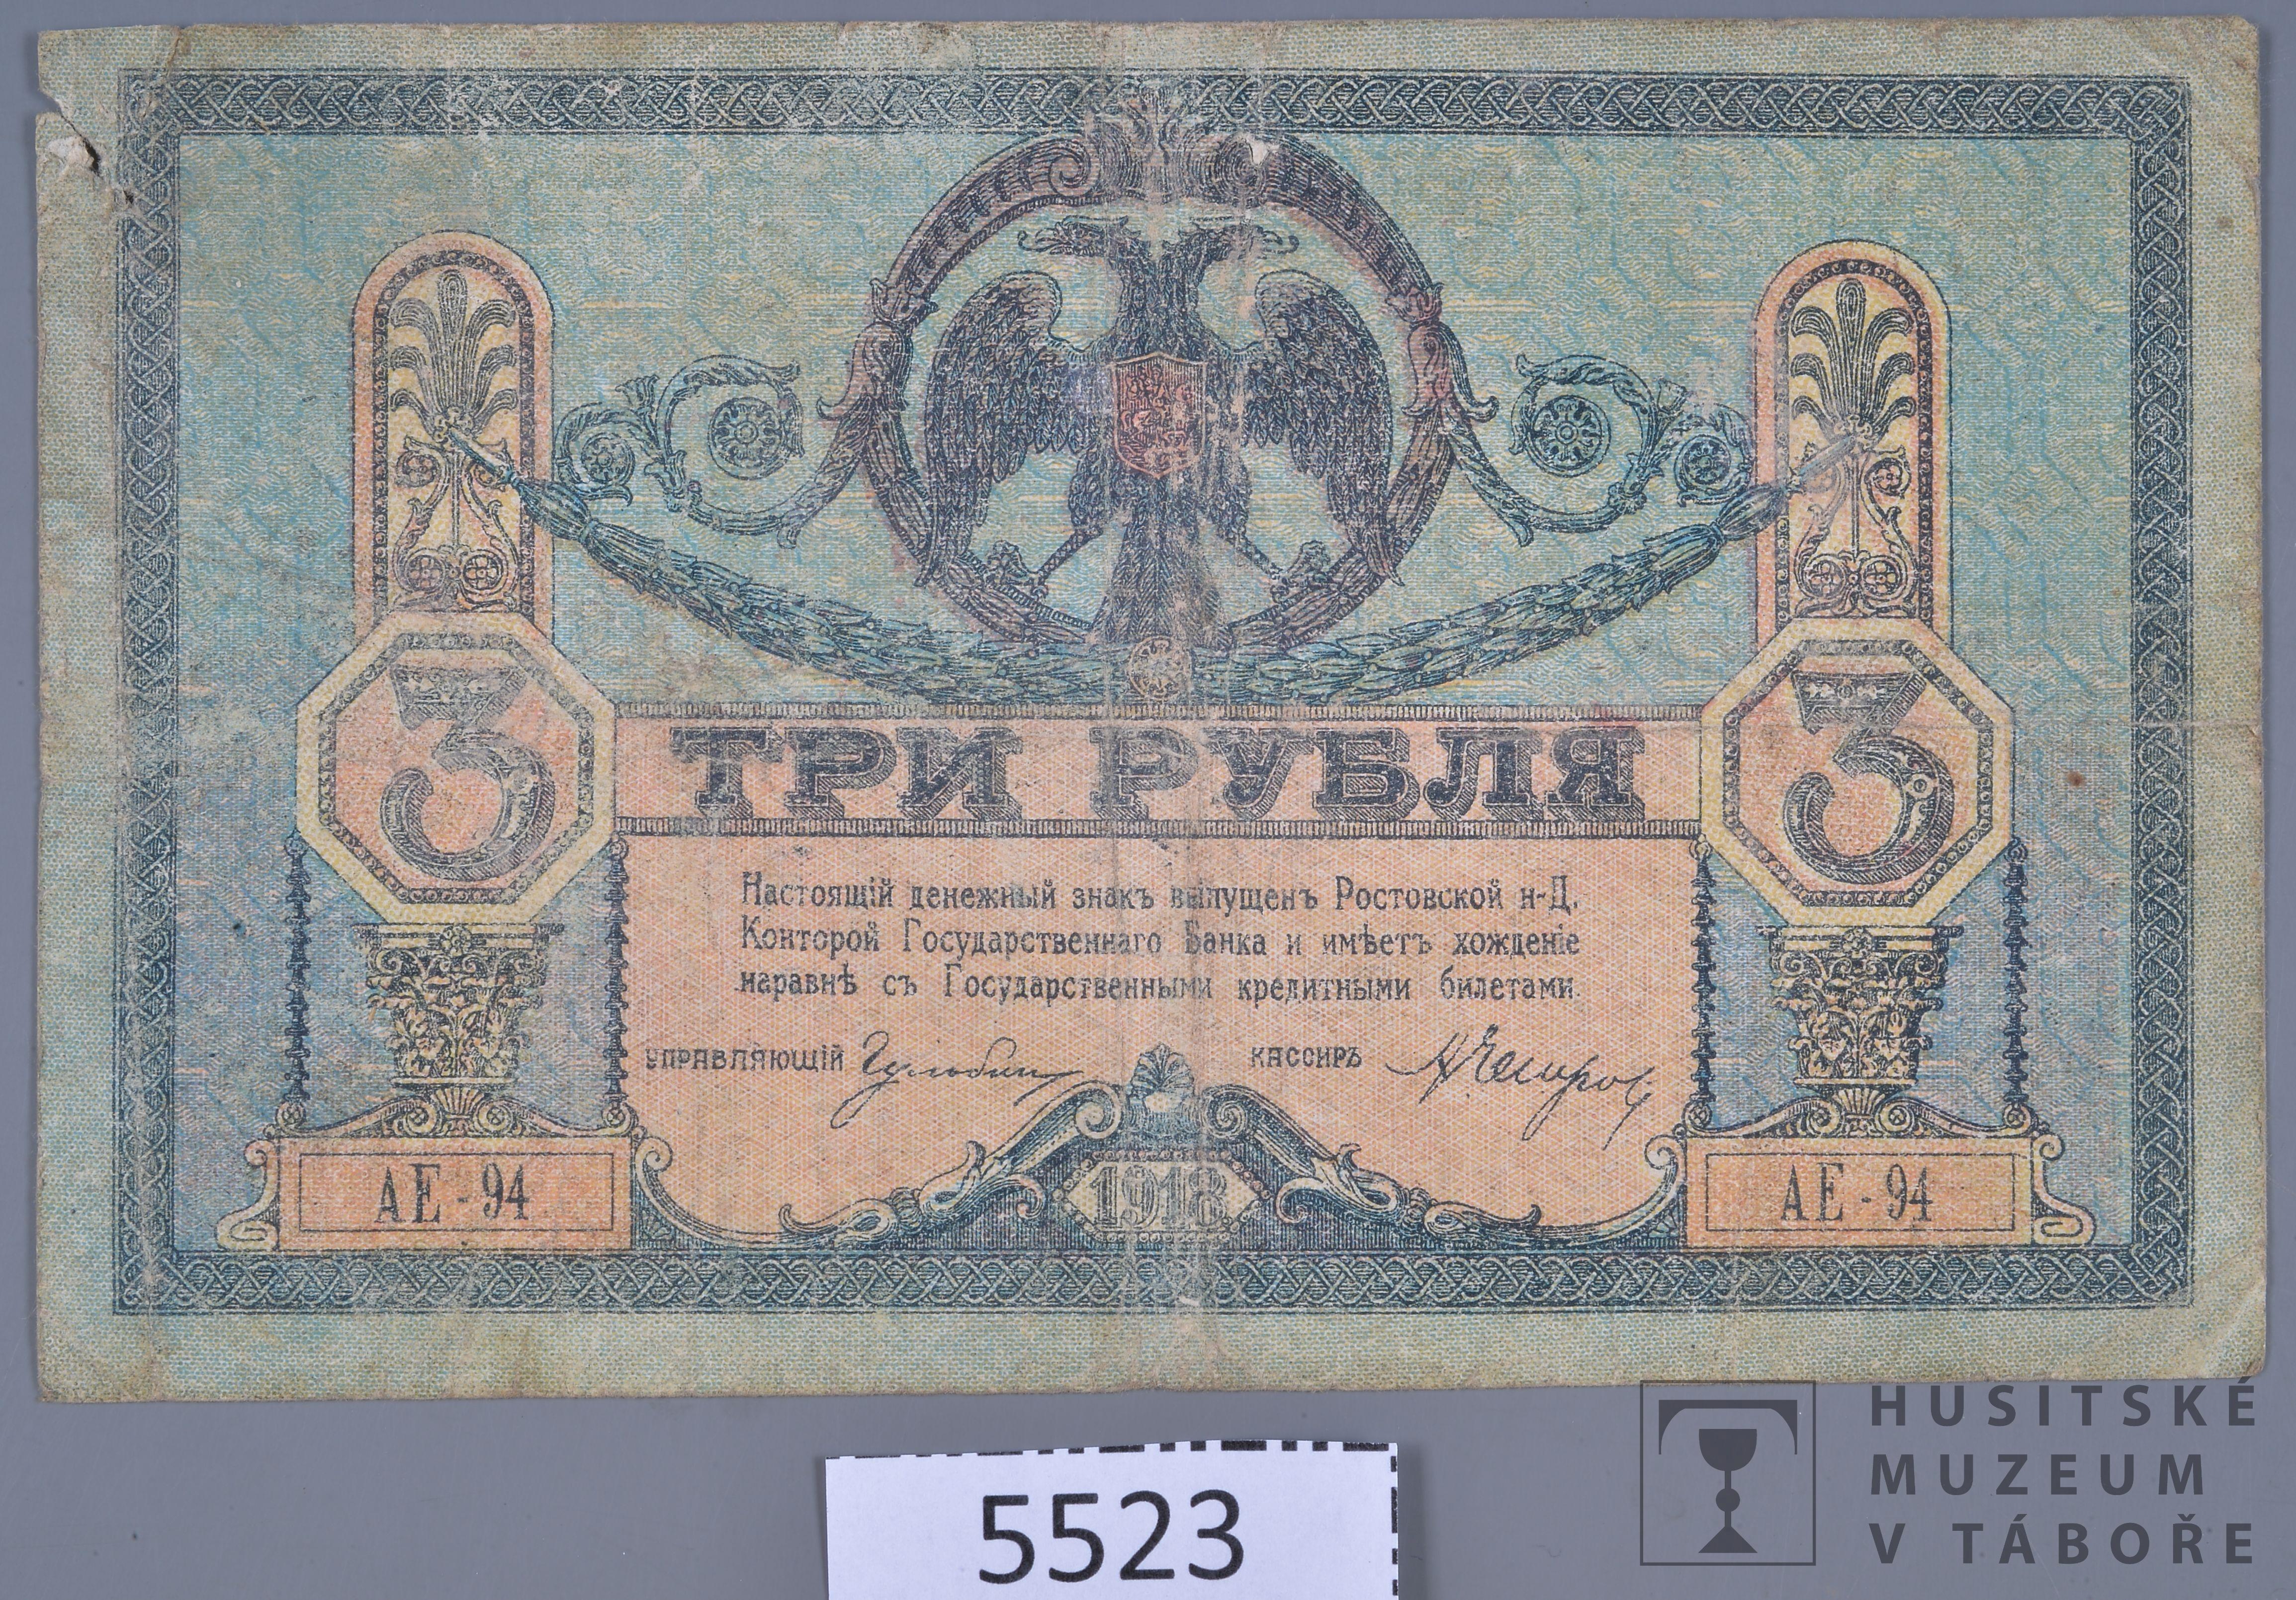 3
3
ТРИ РУБЛЯ
Настоящій денежный знакъ выпущенъ Ростовской н-Д.
Конторой Государственнаго Банка и имѣетъ хожденіе
наравнѣ съ Государственными кредитными билетами.
УПРАВЛЯЮЩІЙ
КАССИРЪ
АЕ - 94
1918
АЕ - 94
5523
HUSITSKÉ
MUZEUM
V TÁBOŘE